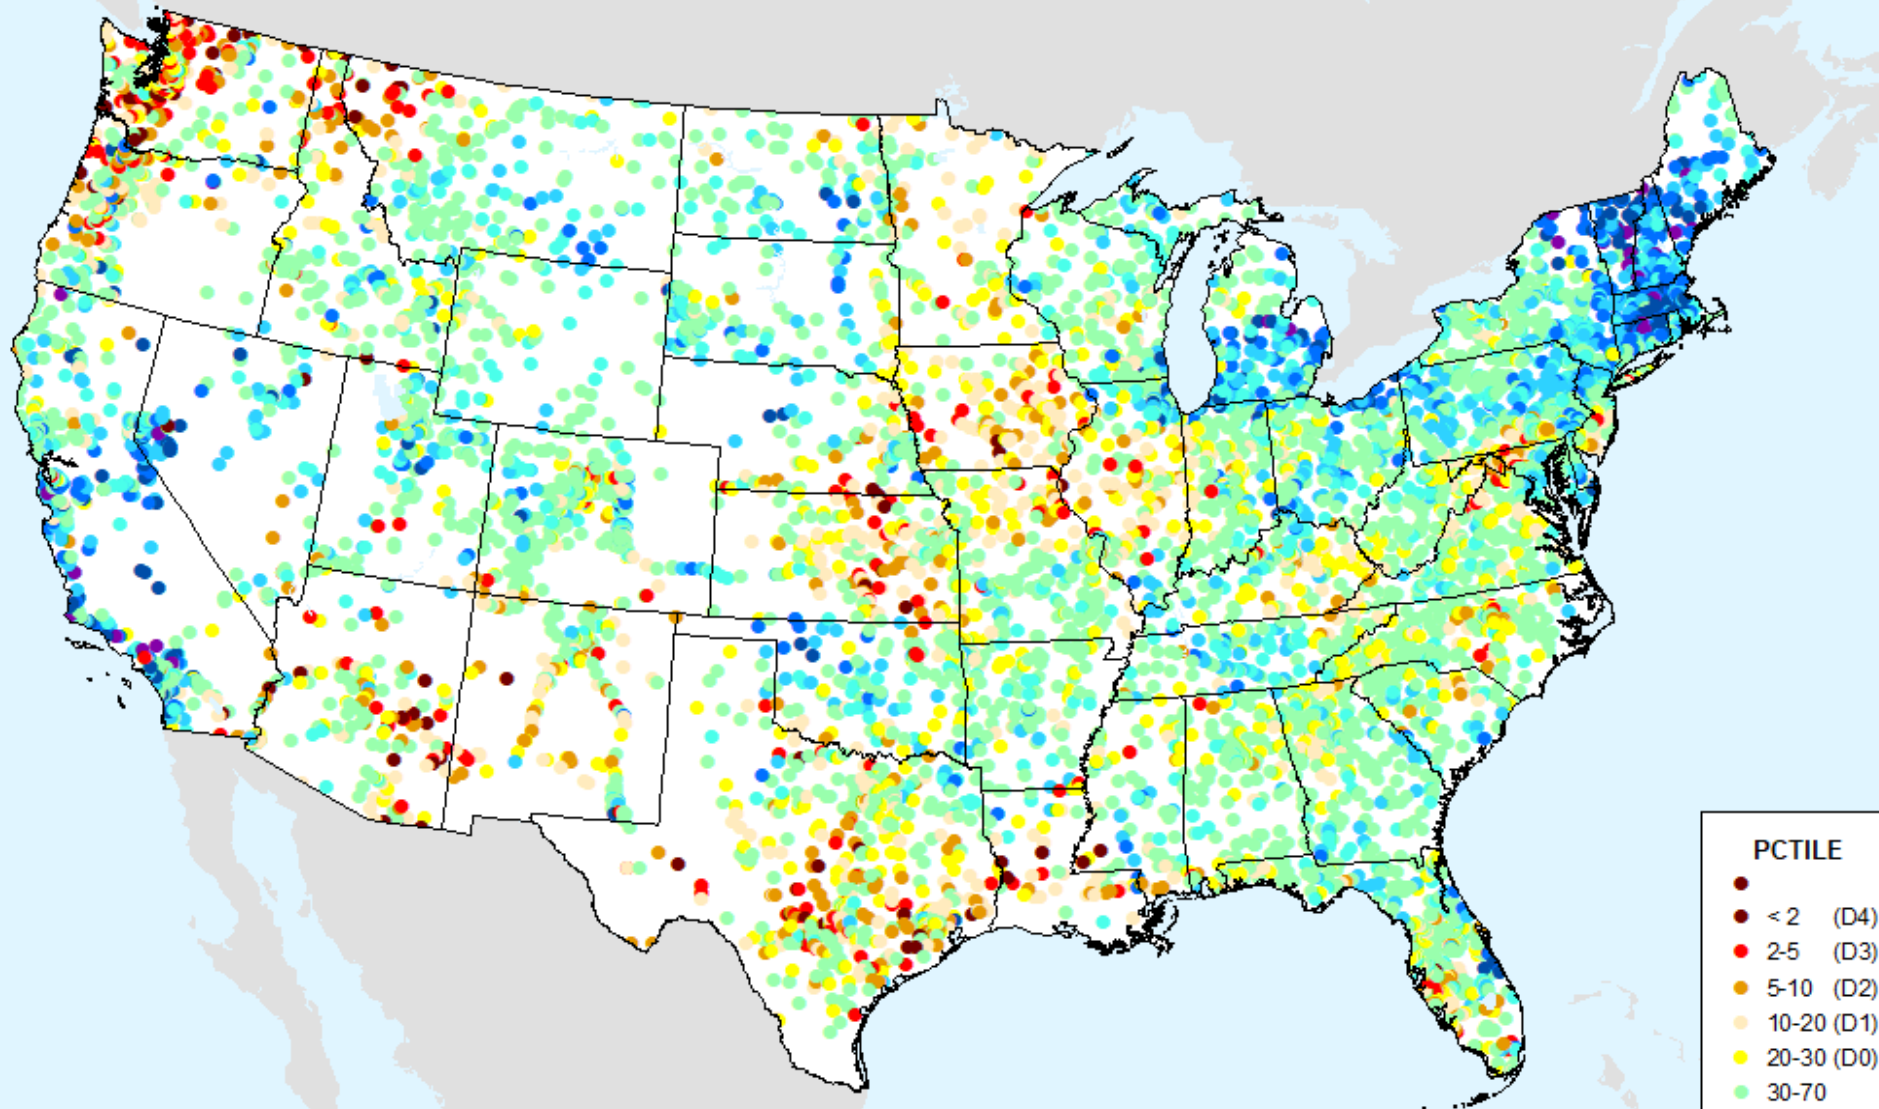 PCTILE
< 2 (D4)
2-5 (D3)
5-10 (D2)
10-20 (D1)
20-30 (D0)
30-70